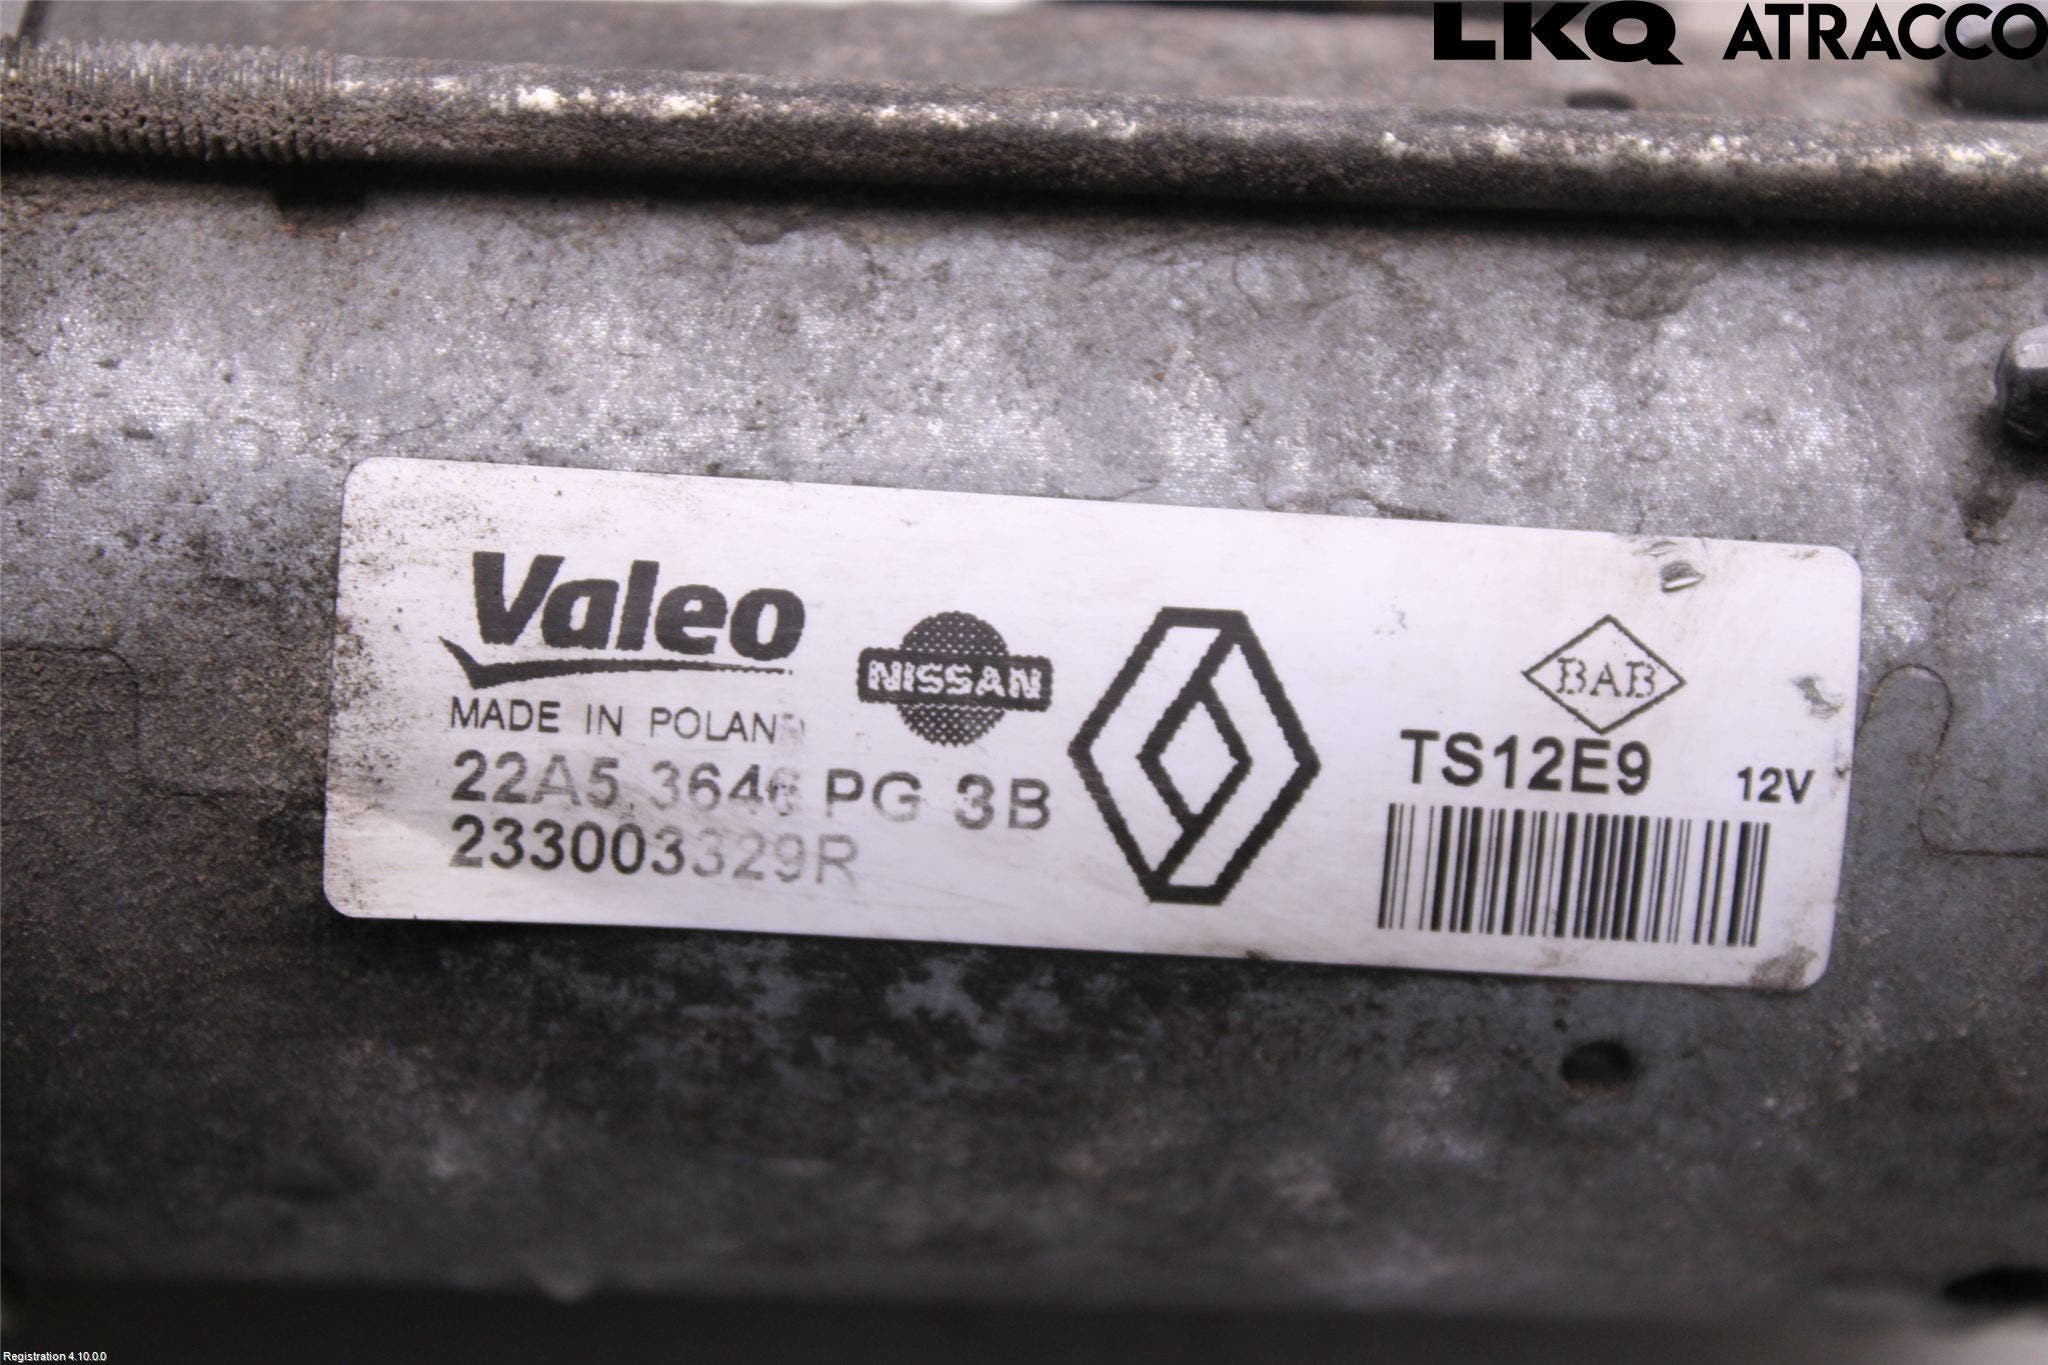 LKQ ATRACCO
Valeo
MADE IN POLAND
NISSAN
22A5.3646 PG 3B
233003329R
BAB
TS12E9
12V
Registration 4.10.0.0